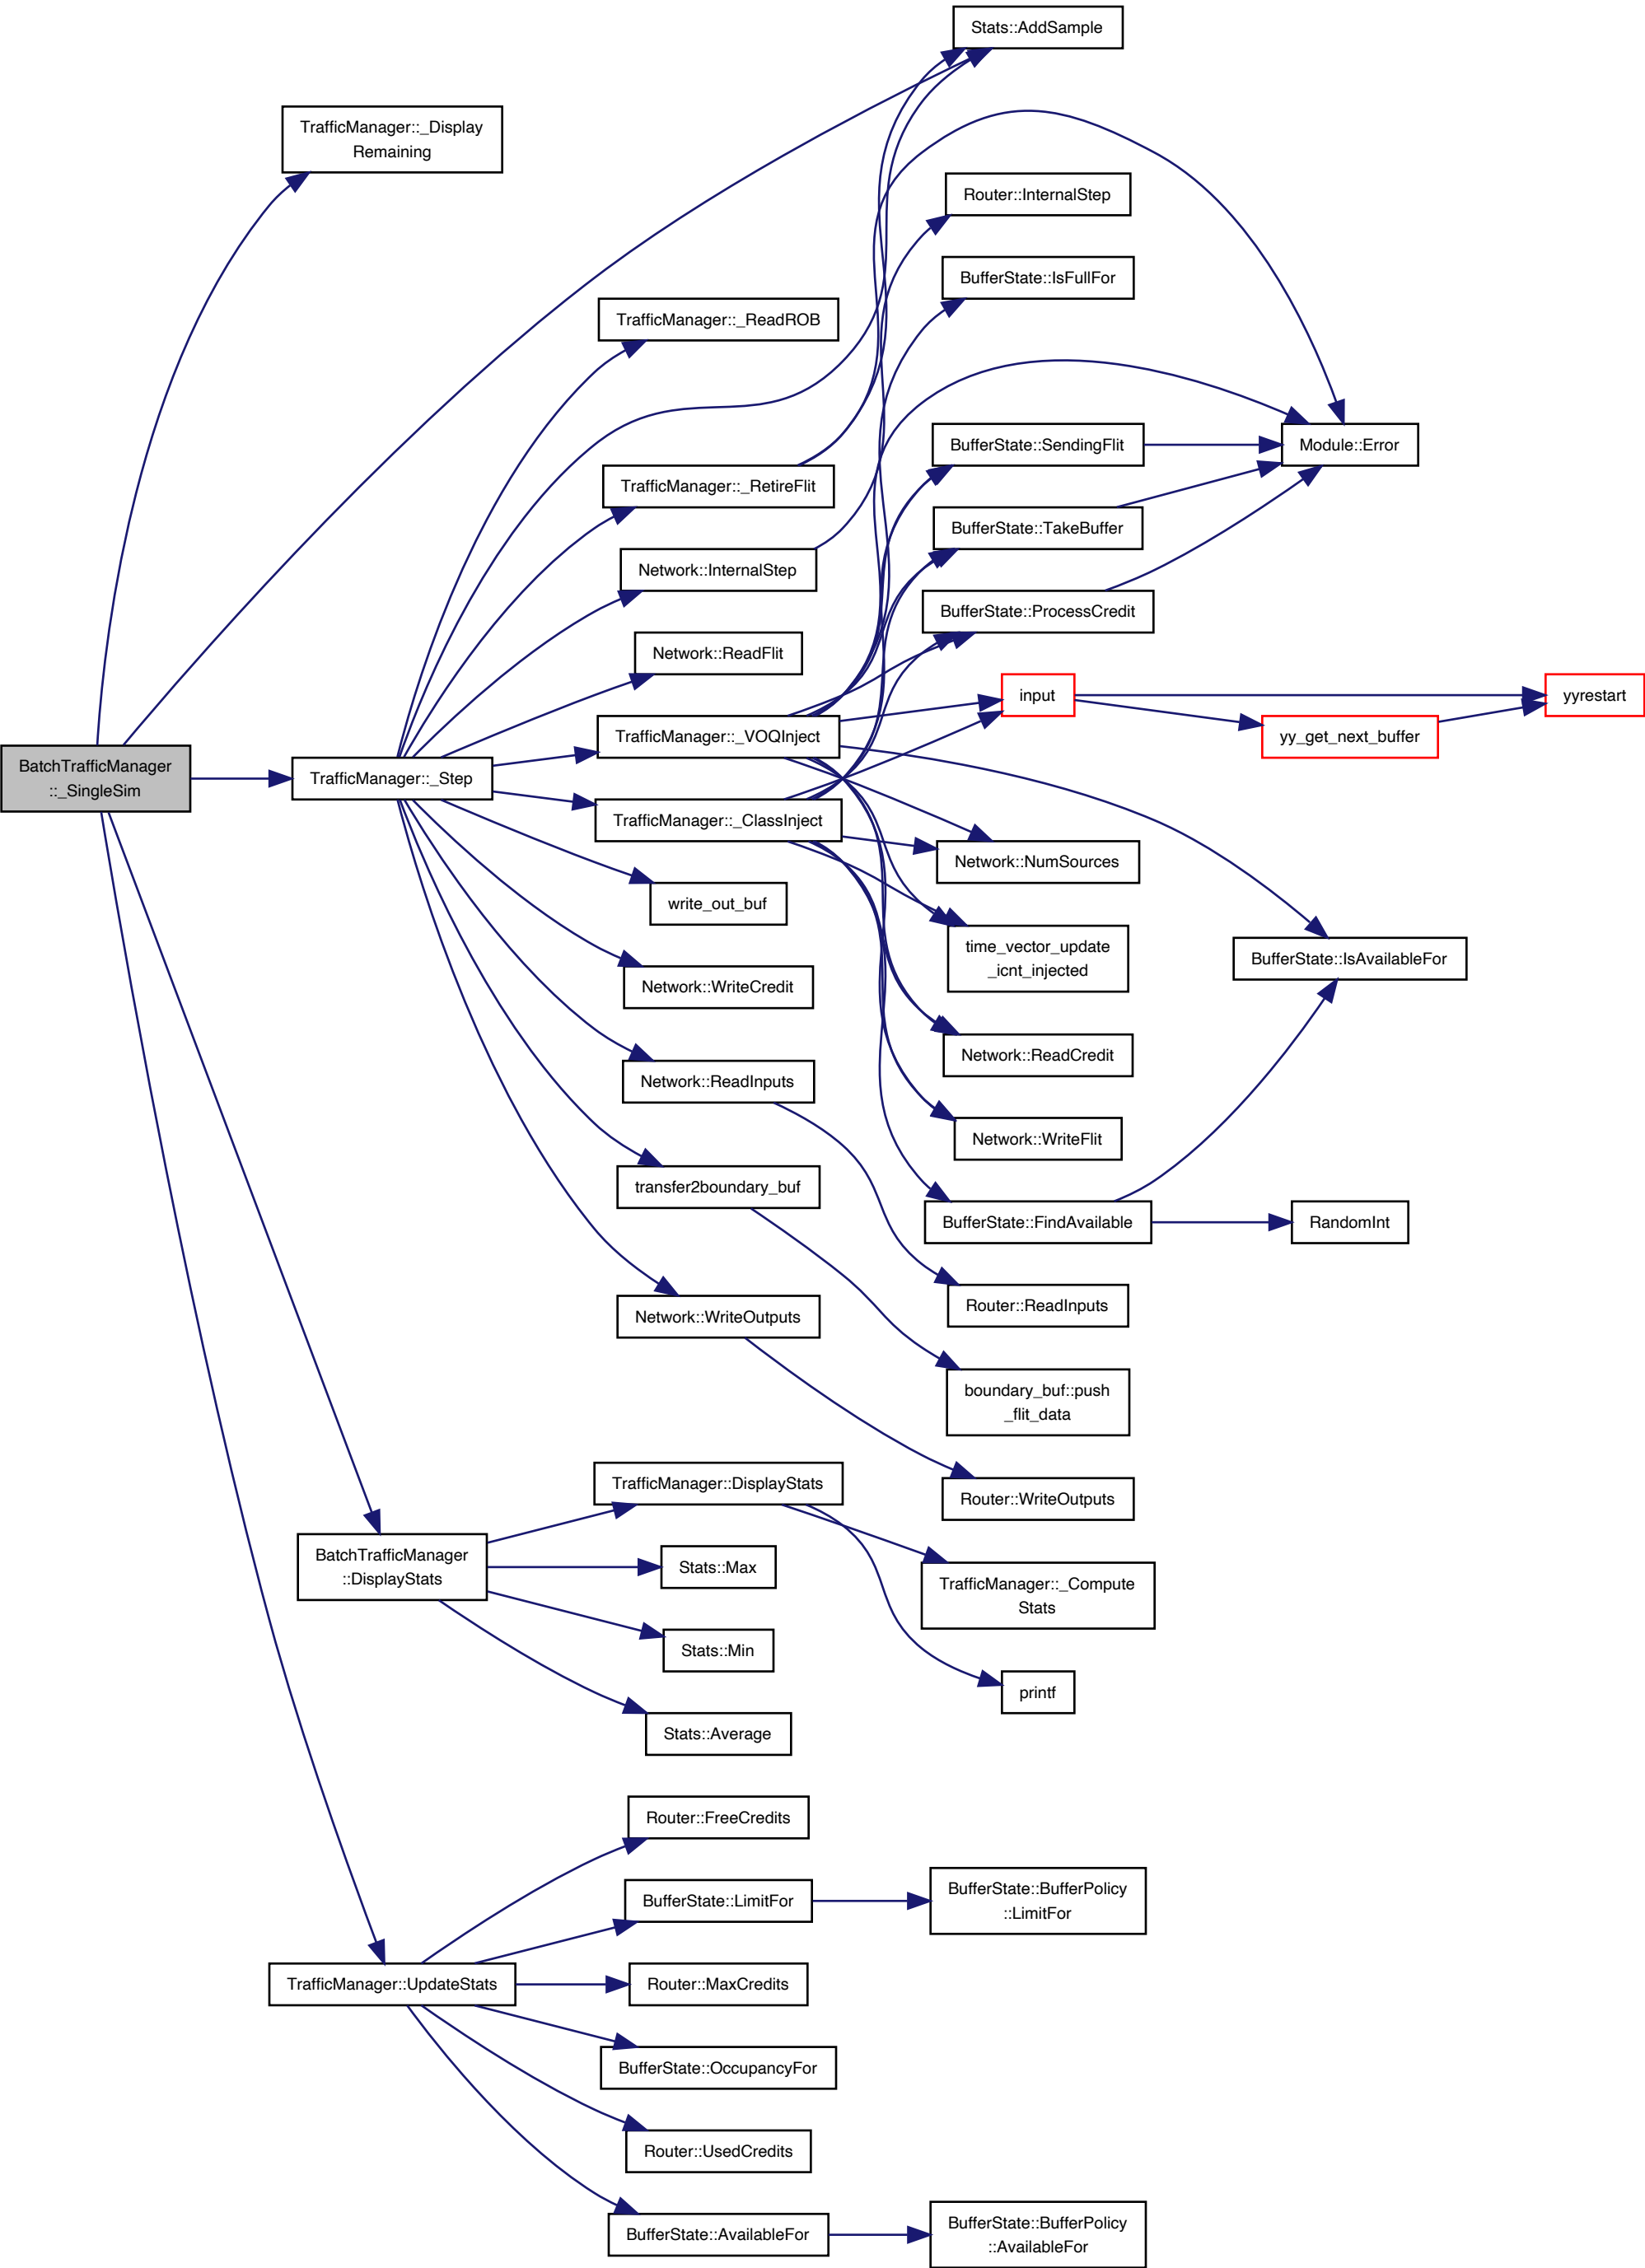 Stats::AddSample
TrafficManager::_Display
Remaining
Router::InternalStep
BufferState::IsFullFor
TrafficManager::_ReadROB
BufferState::SendingFlit
Module::Error
TrafficManager::_RetireFlit
BufferState::TakeBuffer
Network::InternalStep
BufferState::ProcessCredit
Network::ReadFlit
input
yyrestart
TrafficManager::_VOQInject
yy_get_next_buffer
BatchTrafficManager
::_SingleSim
TrafficManager::_Step
TrafficManager::_ClassInject
Network::NumSources
write_out_buf
time_vector_update
_icnt_injected
BufferState::IsAvailableFor
Network::WriteCredit
Network::ReadCredit
Network::ReadInputs
Network::WriteFlit
transfer2boundary_buf
BufferState::FindAvailable
RandomInt
Router::ReadInputs
Network::WriteOutputs
boundary_buf::push
_flit_data
TrafficManager::DisplayStats
Router::WriteOutputs
BatchTrafficManager
::DisplayStats
Stats::Max
TrafficManager::_Compute
Stats
Stats::Min
printf
Stats::Average
Router::FreeCredits
BufferState::LimitFor
BufferState::BufferPolicy
::LimitFor
TrafficManager::UpdateStats
Router::MaxCredits
BufferState::OccupancyFor
Router::UsedCredits
BufferState::AvailableFor
BufferState::BufferPolicy
::AvailableFor